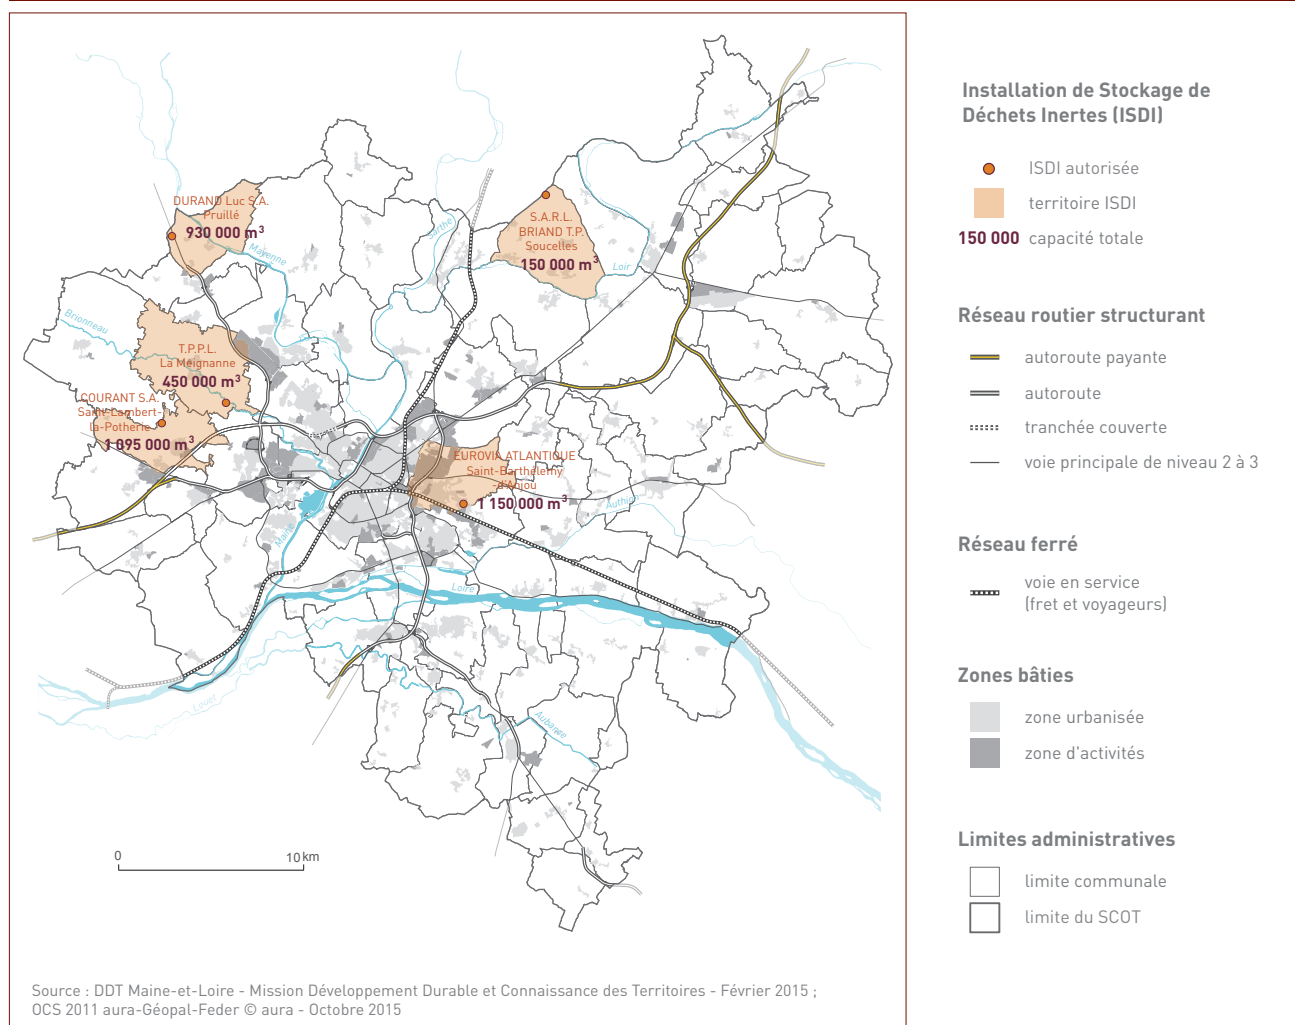 DURAND Luc S.A.
Pruillé
930 000 m³
Mayenne
Sarthe
S.A.R.L.
BRIAND T.P.
Soucelles
150 000 m³
Loir
Brionneau
T.P.P.L.
La Meignanne
450 000 m³
COURANT S.A.
Saint-Lambert-
la-Potherie
1 095 000 m³
EUROVIA ATLANTIQUE
Saint-Barthélemy
-d'Anjou
1 150 000 m³
Authion
Maine
Loire
Louet
Aubance
0 10 km
Source : DDT Maine-et-Loire - Mission Développement Durable et Connaissance des Territoires - Février 2015 ;
OCS 2011 aura-Géopal-Feder © aura - Octobre 2015
Installation de Stockage de
Déchets Inertes (ISDI)
ISDI autorisée
territoire ISDI
150 000 capacité totale
Réseau routier structurant
autoroute payante
autoroute
tranchée couverte
voie principale de niveau 2 à 3
Réseau ferré
voie en service
(fret et voyageurs)
Zones bâties
zone urbanisée
zone d'activités
Limites administratives
limite communale
limite du SCOT